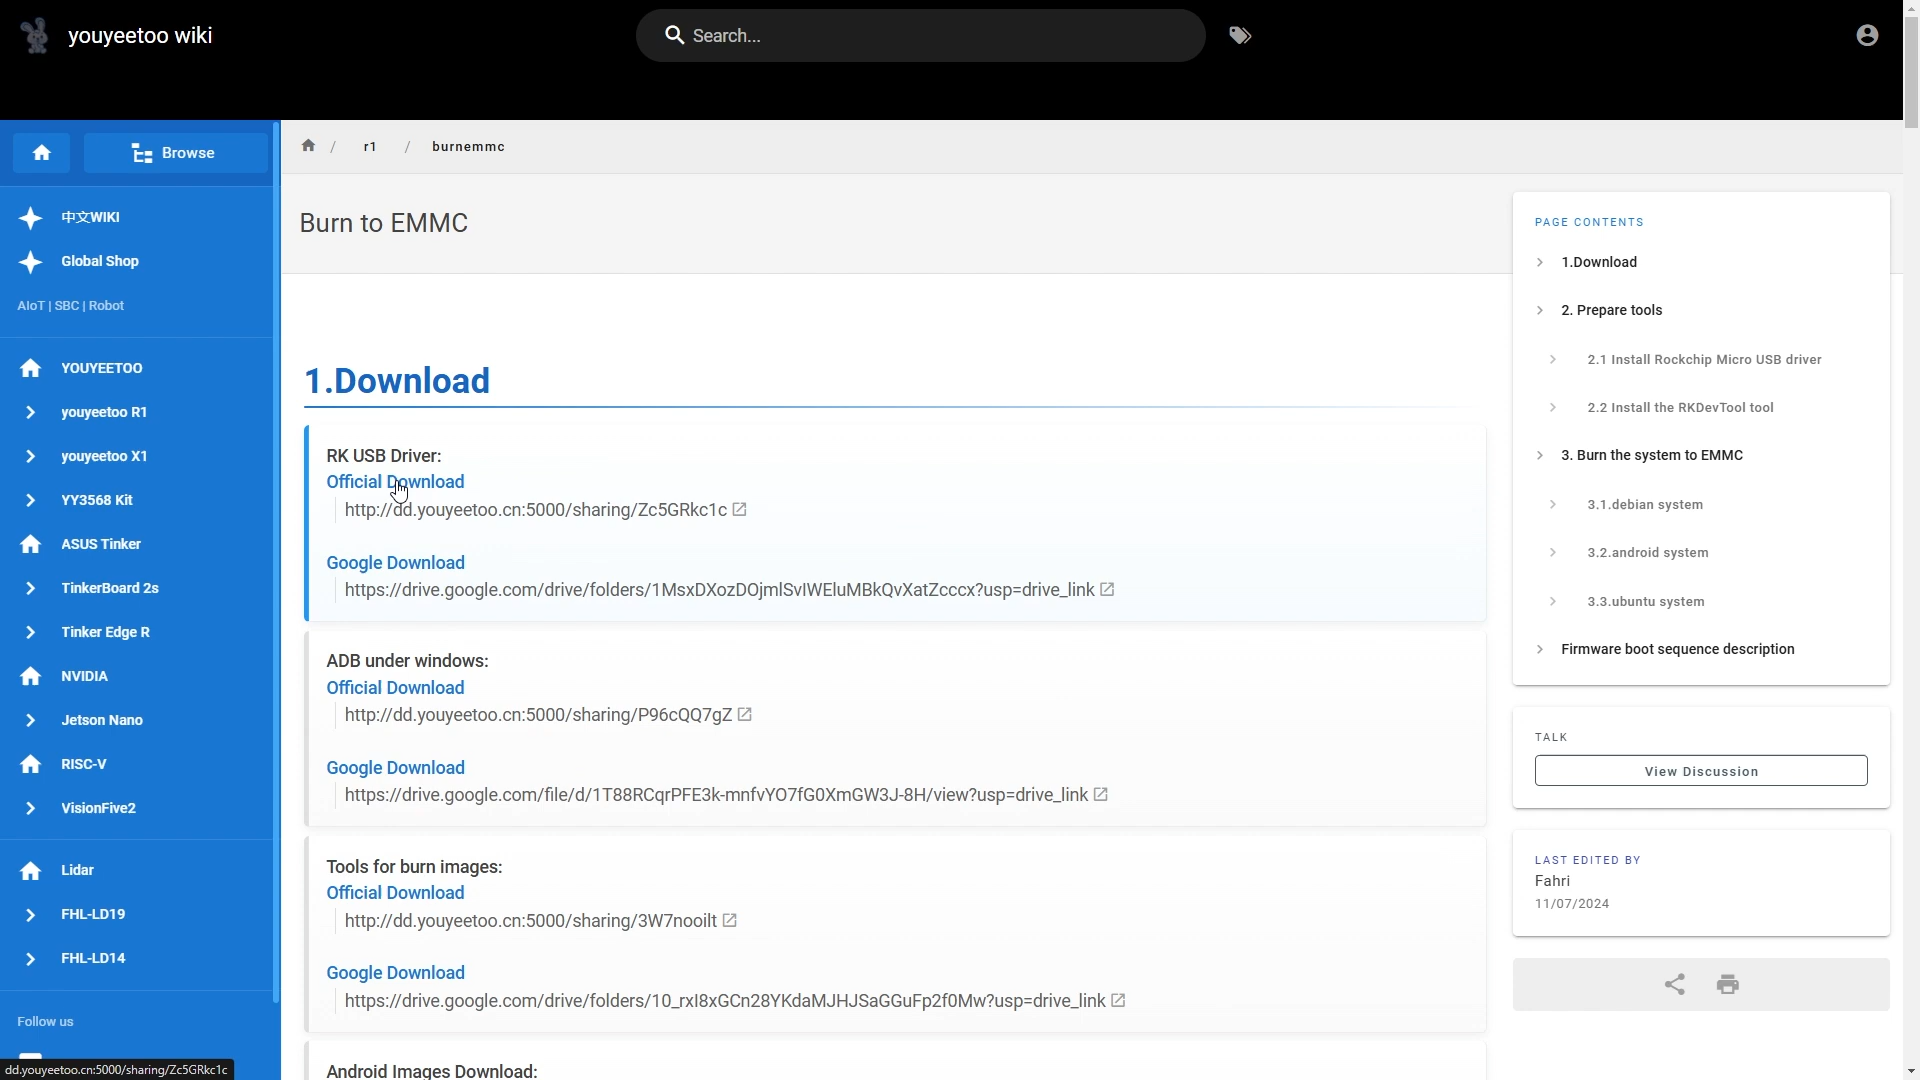 youyeetoo wiki
Search...
Browse
中文WIKI
Global Shop
AIoT | SBC | Robot
YOUYEETOO
youyeetoo R1
youyeetoo X1
YY3568 Kit
ASUS Tinker
TinkerBoard 2s
Tinker Edge R
NVIDIA
Jetson Nano
RISC-V
VisionFive2
Lidar
FHL-LD19
FHL-LD14
Follow us
dd.youyeetoo.cn:5000/sharing/Zc5GRkc1c
/ r1 / burnemmc
Burn to EMMC
1.Download
RK USB Driver:
Official Download
http://dd.youyeetoo.cn:5000/sharing/Zc5GRkc1c
Google Download
https://drive.google.com/drive/folders/1MsxDXozDOjmlSvIWEluMBkQvXatZcccx?usp=drive_link
ADB under windows:
Official Download
http://dd.youyeetoo.cn:5000/sharing/P96cQQ7gZ
Google Download
https://drive.google.com/file/d/1T88RCqrPFE3k-mnfvYO7fG0XmGW3J-8H/view?usp=drive_link
Tools for burn images:
Official Download
http://dd.youyeetoo.cn:5000/sharing/3W7nooilt
Google Download
https://drive.google.com/drive/folders/10_rxI8xGCn28YKdaMJHJSaGGuFp2f0Mw?usp=drive_link
Android Images Download:
PAGE CONTENTS
1.Download
2. Prepare tools
2.1 Install Rockchip Micro USB driver
2.2 Install the RKDevTool tool
3. Burn the system to EMMC
3.1.debian system
3.2.android system
3.3.ubuntu system
Firmware boot sequence description
TALK
View Discussion
LAST EDITED BY
Fahri
11/07/2024